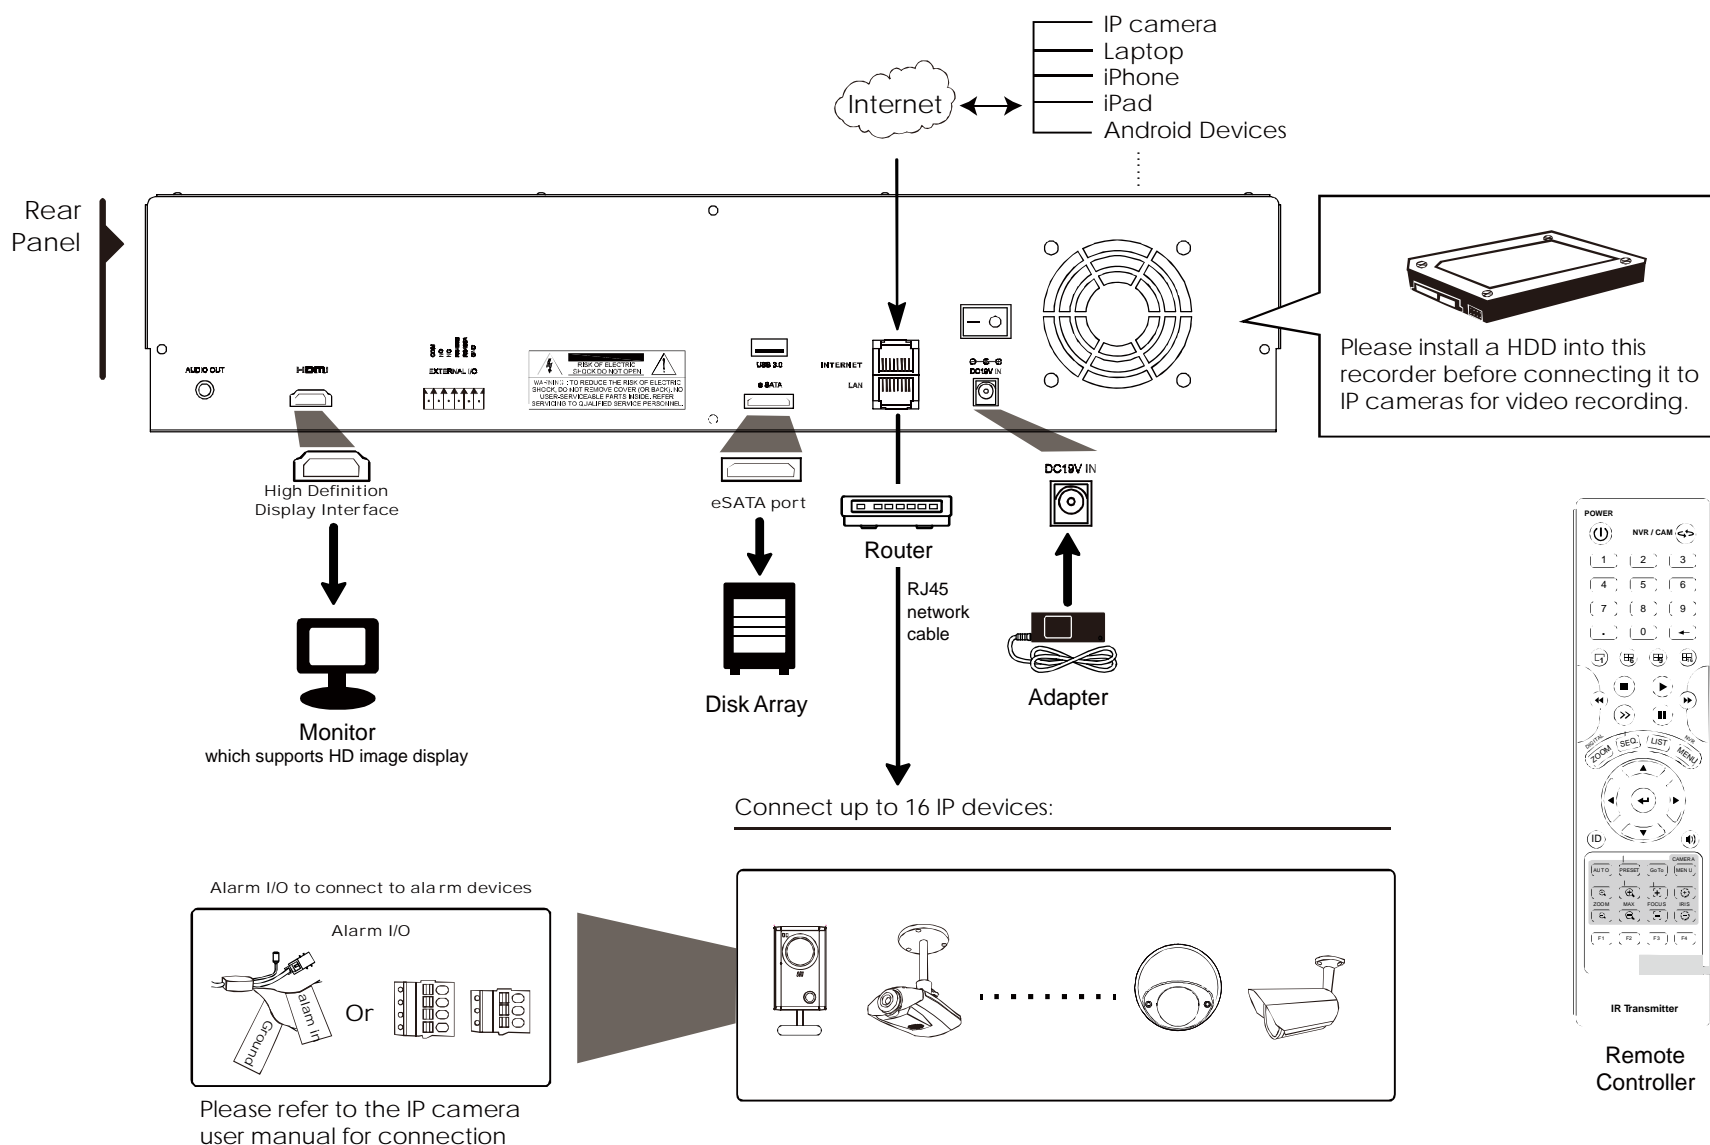 IP camera
Laptop
iPhone
iPad
Android Devices
Internet
Rear
Panel
AUDIO OUT
HDMI
COM
I/O
I/O
EXTERNAL I/O
RISK OF ELECTRIC
SHOCK DO NOT OPEN
WARNING : TO REDUCE THE RISK OF ELECTRIC
SHOCK, DO NOT REMOVE COVER (OR BACK), NO
USER-SERVICEABLE PARTS INSIDE. REFER
SERVICING TO QUALIFIED SERVICE PERSONNEL.
USB 2.0
e-SATA
INTERNET
LAN
DC19V IN
Please install a HDD into this
recorder before connecting it to
IP cameras for video recording.
High Definition
Display Interface
eSATA port
DC19V IN
Router
RJ45
network
cable
Monitor
which supports HD image display
Disk Array
Adapter
Connect up to 16 IP devices:
Alarm I/O to connect to alarm devices
Alarm I/O
alarm in
Ground
Or
Please refer to the IP camera
user manual for connection
POWER
NVR / CAM
1 2 3
4 5 6
7 8 9
. 0
DIGITAL
ZOOM SEQ LIST
NVR
MENU
ID
CAMERA
AUTO PRESET GoTo MENU
ZOOM MAX FOCUS IRIS
F1 F2 F3 F4
IR Transmitter
Remote
Controller